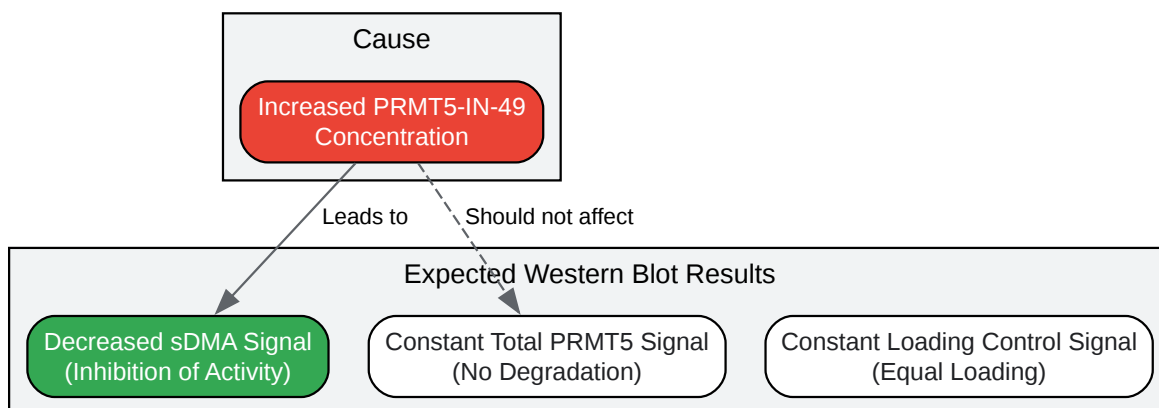 Cause
Increased PRMT5-IN-49
Concentration
Leads to
Should not affect
Expected Western Blot Results
Decreased sDMA Signal
(Inhibition of Activity)
Constant Total PRMT5 Signal
(No Degradation)
Constant Loading Control Signal
(Equal Loading)